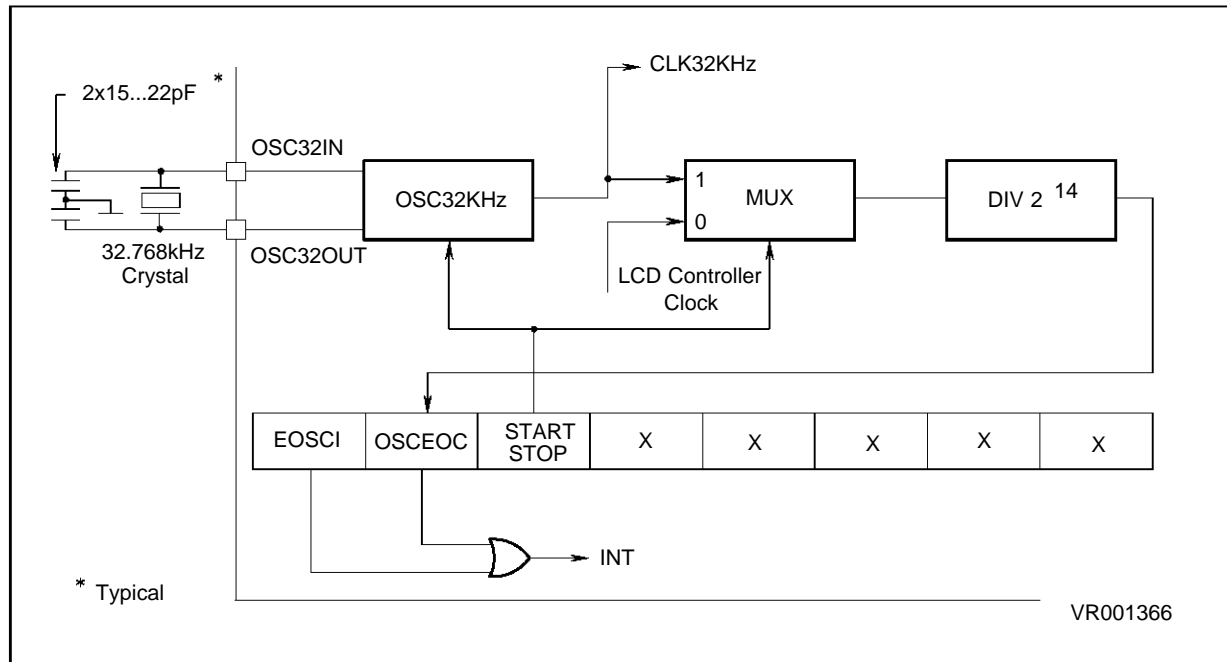 *
2x15...22pF
CLK32KHz
OSC32IN
OSC32KHz
1
0
MUX
DIV 2 14
32.768kHz
Crystal
OSC32OUT
LCD Controller
Clock
EOSCI
OSCEOC
START
STOP
X
X
X
X
X
INT
* Typical
VR001366